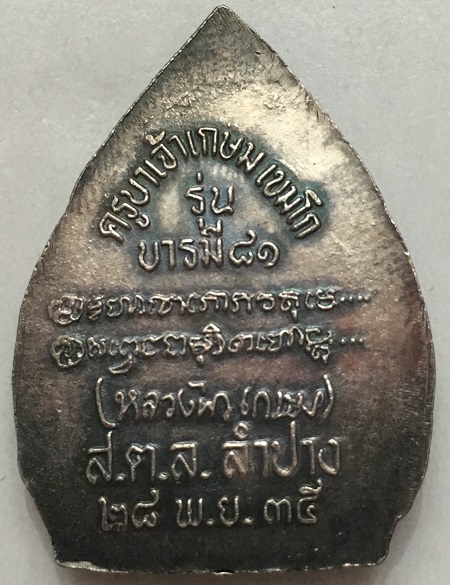 ครูบาเจ้าเกษม เขมโก
รุ่น
บารมี ๘๑
(หลวงพ่อเกษม)
ส.ต.ล. ลำปาง
๒๘ พ.ย. ๓๕